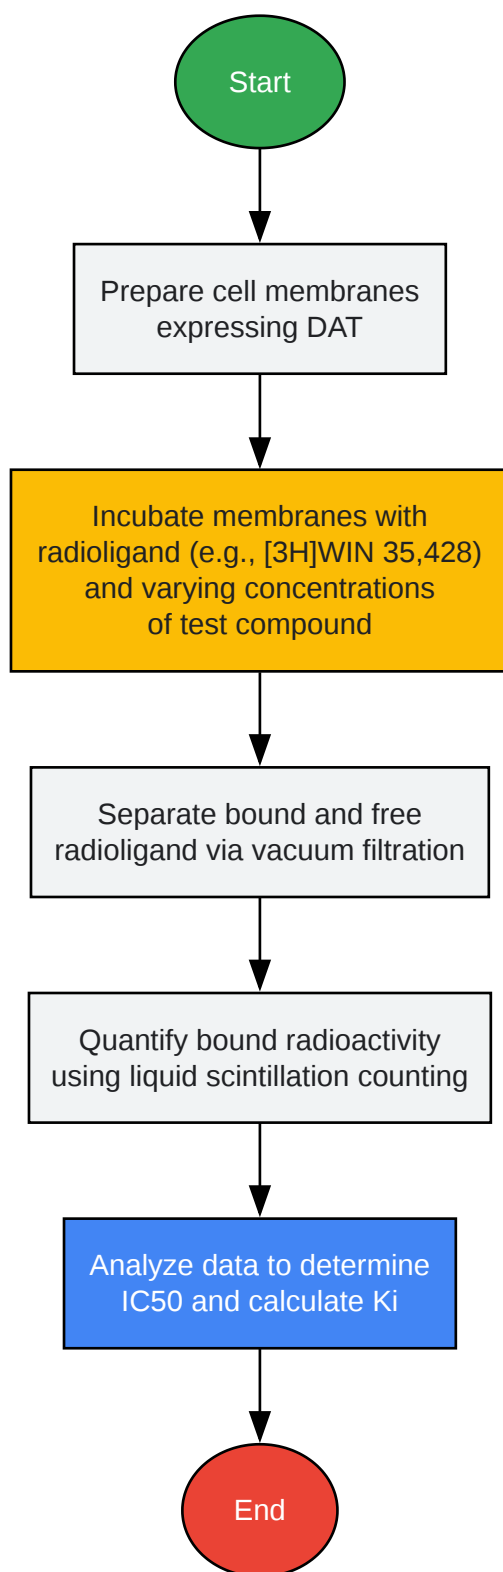 Start
Prepare cell membranes
expressing DAT
Incubate membranes with
radioligand (e.g., [3H]WIN 35,428)
and varying concentrations
of test compound
Separate bound and free
radioligand via vacuum filtration
Quantify bound radioactivity
using liquid scintillation counting
Analyze data to determine
IC50 and calculate Ki
End